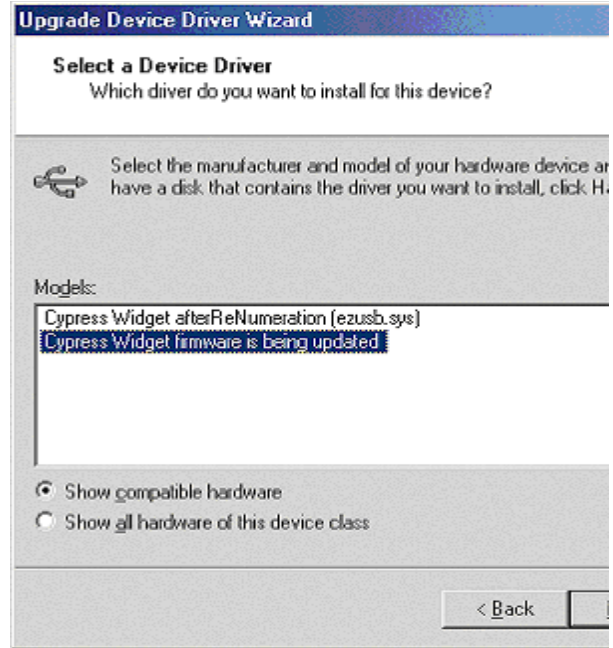 Upgrade Device Driver Wizard
Select a Device Driver
Which driver do you want to install for this device?
Select the manufacturer and model of your hardware device
have a disk that contains the driver you want to install, click
Models:
Cypress Widget afterReNumeration (ezusb.sys)
Cypress Widget firmware is being updated
Show compatible hardware
Show all hardware of this device class
< Back